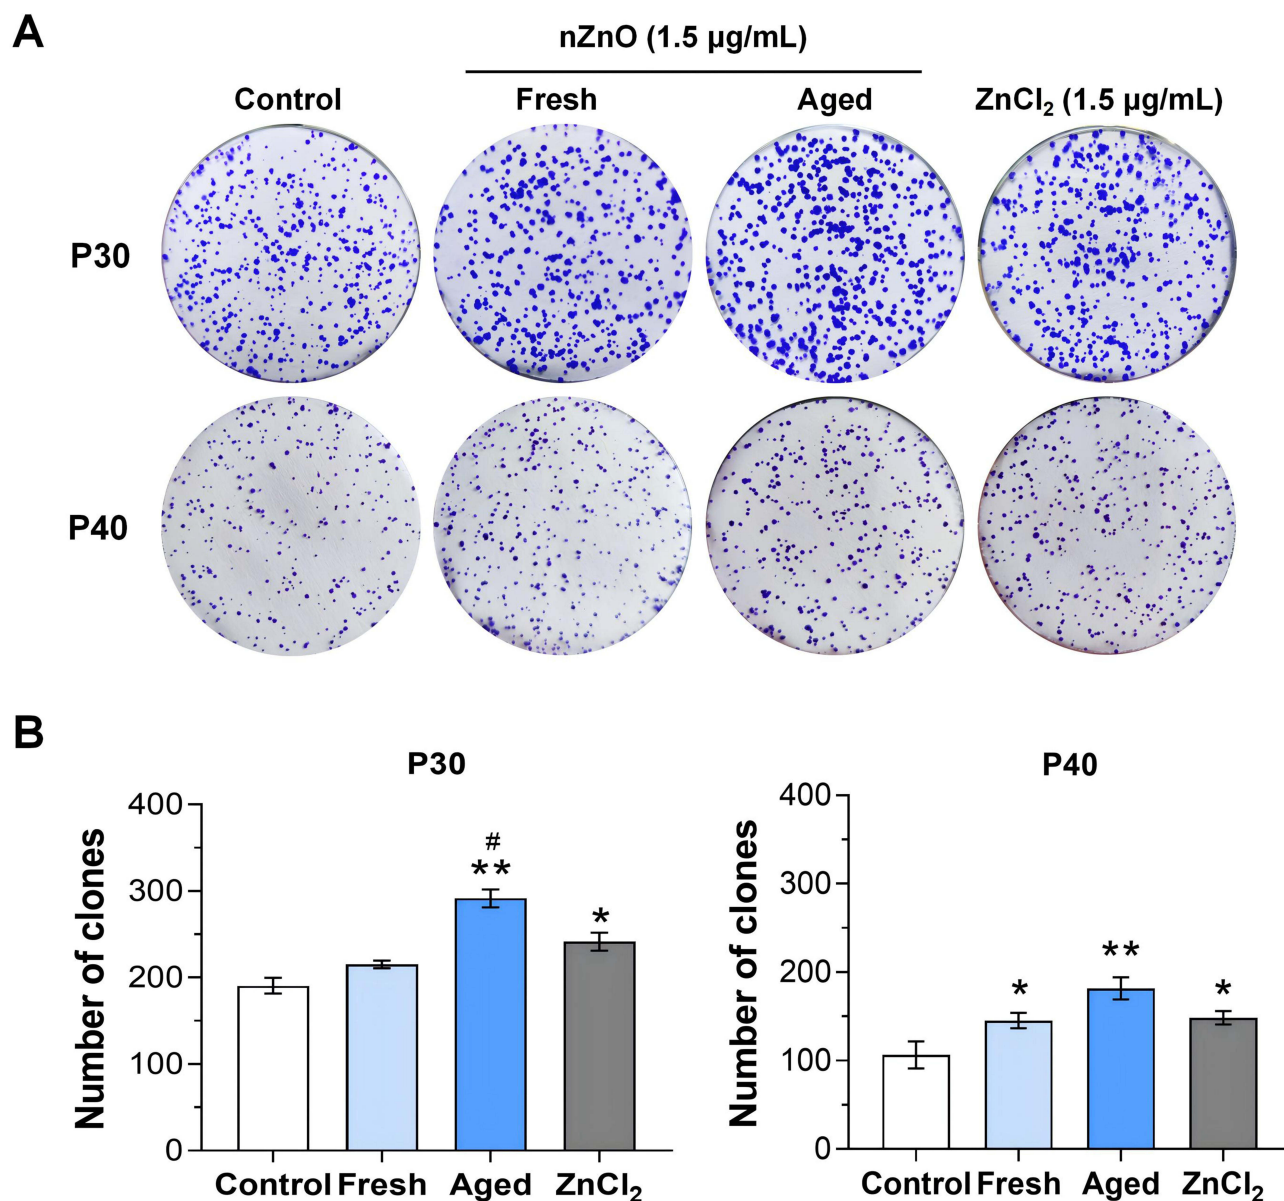 A
nZnO (1.5 µg/mL)
Control Fresh Aged ZnCl₂ (1.5 µg/mL)
P30
P40
B
P30
Number of clones
400
300
200
100
0
#
**
*
Control Fresh Aged ZnCl₂
P40
Number of clones
400
300
200
100
0
*
**
*
Control Fresh Aged ZnCl₂